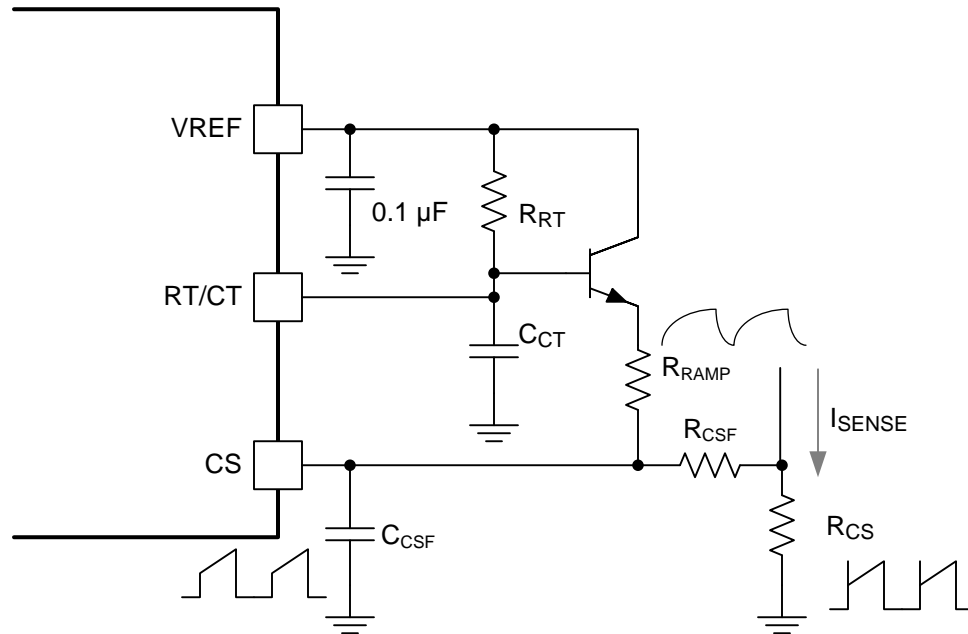 VREF
0.1 µF
RRT
RT/CT
CCT
RRAMP
ISENSE
RCSF
CS
RCS
CCSF